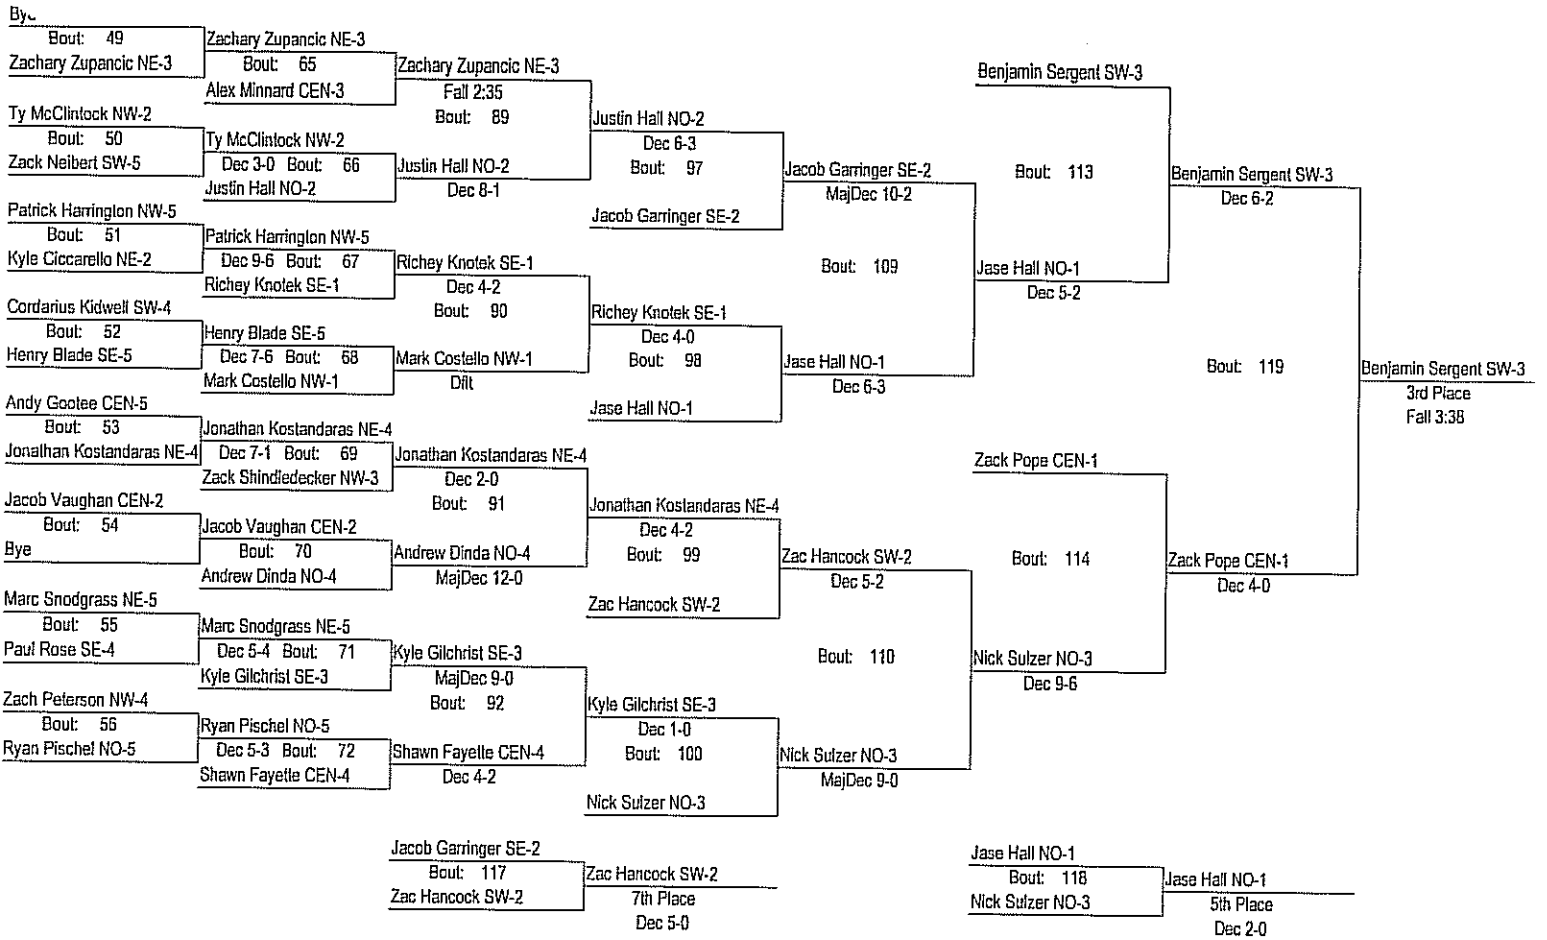 Bye
Bout: 49
Zachary Zupancic NE-3
Ty McClintock NW-2
Bout: 50
Zack Neibert SW-5
Patrick Harrington NW-5
Bout: 51
Kyle Ciccarello NE-2
Cordarius Kidwell SW-4
Bout: 52
Henry Blade SE-5
Andy Gootee CEN-5
Bout: 53
Jonathan Kostandaras NE-4
Jacob Vaughan CEN-2
Bout: 54
Bye
Marc Snodgrass NE-5
Bout: 55
Paul Rose SE-4
Zach Peterson NW-4
Bout: 56
Ryan Pischel NO-5
Zachary Zupancic NE-3
Bout: 65
Alex Minnard CEN-3
Ty McClintock NW-2
Dec 3-0 Bout: 66
Justin Hall NO-2
Patrick Harrington NW-5
Dec 9-6 Bout: 67
Richey Knotek SE-1
Henry Blade SE-5
Dec 7-6 Bout: 68
Mark Costello NW-1
Jonathan Kostandaras NE-4
Dec 7-1 Bout: 69
Zack Shindledecker NW-3
Jacob Vaughan CEN-2
Bout: 70
Andrew Dinda NO-4
Marc Snodgrass NE-5
Dec 5-4 Bout: 71
Kyle Gilchrist SE-3
Ryan Pischel NO-5
Dec 5-3 Bout: 72
Shawn Fayette CEN-4
Zachary Zupancic NE-3
Fall 2:35
Bout: 89
Justin Hall NO-2
Dec 8-1
Richey Knotek SE-1
Dec 4-2
Bout: 90
Mark Costello NW-1
Dflt
Jonathan Kostandaras NE-4
Dec 2-0
Bout: 91
Andrew Dinda NO-4
MajDec 12-0
Kyle Gilchrist SE-3
MajDec 9-0
Bout: 92
Shawn Fayette CEN-4
Dec 4-2
Justin Hall NO-2
Dec 6-3
Bout: 97
Jacob Garringer SE-2
Richey Knotek SE-1
Dec 4-0
Bout: 98
Jase Hall NO-1
Jonathan Kostandaras NE-4
Dec 4-2
Bout: 99
Zac Hancock SW-2
Kyle Gilchrist SE-3
Dec 1-0
Bout: 100
Nick Sulzer NO-3
Jacob Garringer SE-2
MajDec 10-2
Bout: 109
Jase Hall NO-1
Dec 6-3
Zac Hancock SW-2
Dec 5-2
Bout: 110
Nick Sulzer NO-3
MajDec 9-0
Benjamin Sergent SW-3
Bout: 113
Jase Hall NO-1
Dec 5-2
Zack Pope CEN-1
Bout: 114
Nick Sulzer NO-3
Dec 9-6
Benjamin Sergent SW-3
Dec 6-2
Bout: 119
Zack Pope CEN-1
Dec 4-0
Benjamin Sergent SW-3
3rd Place
Fall 3:38
Jacob Garringer SE-2
Bout: 117
Zac Hancock SW-2
Zac Hancock SW-2
7th Place
Dec 5-0
Jase Hall NO-1
Bout: 118
Nick Sulzer NO-3
Jase Hall NO-1
5th Place
Dec 2-0